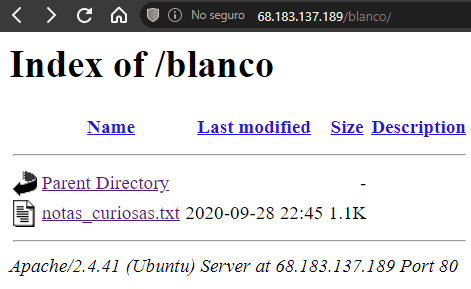 No seguro 68.183.137.189/blanco/
Index of /blanco
Name Last modified Size Description
Parent Directory -
notas_curiosas.txt 2020-09-28 22:45 1.1K
Apache/2.4.41 (Ubuntu) Server at 68.183.137.189 Port 80